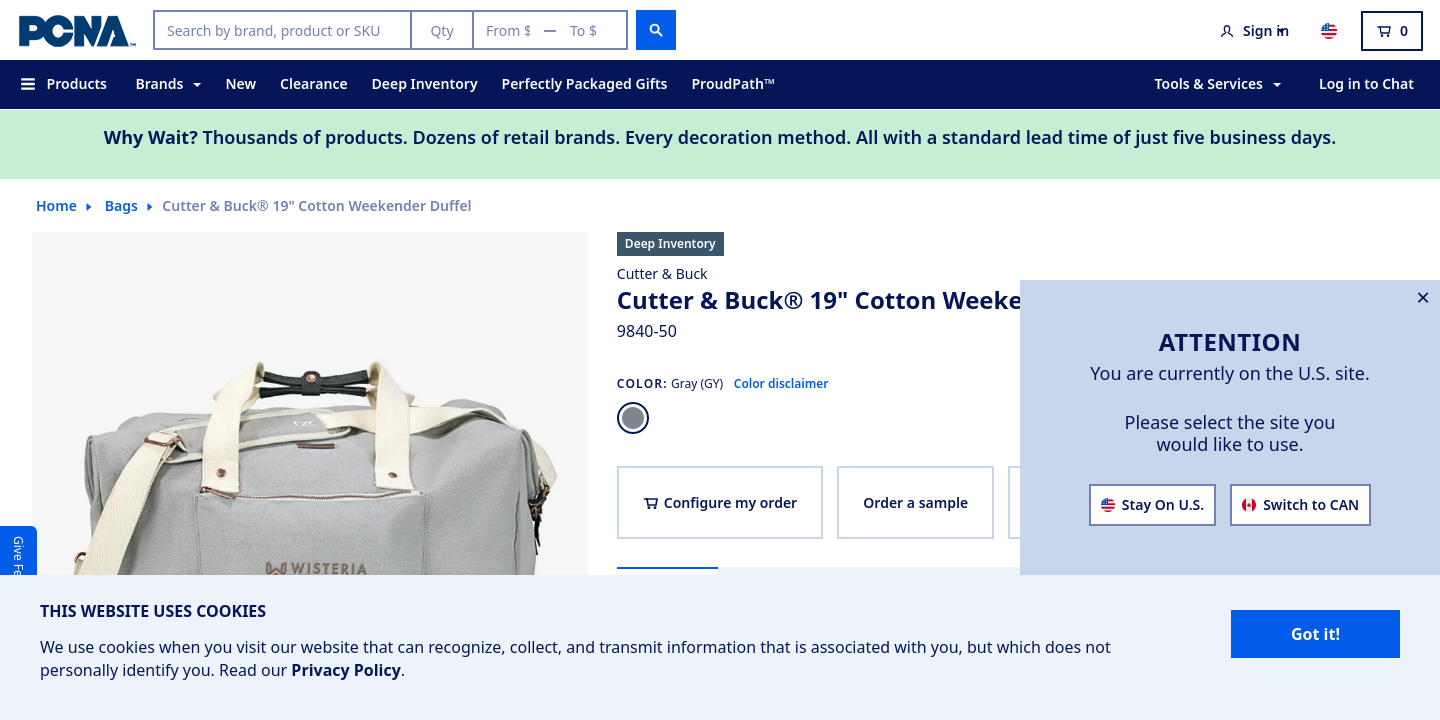 PCNA™
Search by brand, product or SKU
Qty
From $ — To $
Sign in
0
Products
Brands
New
Clearance
Deep Inventory
Perfectly Packaged Gifts
ProudPath™
Tools & Services
Log in to Chat
Why Wait? Thousands of products. Dozens of retail brands. Every decoration method. All with a standard lead time of just five business days.
Home
Bags
Cutter & Buck® 19" Cotton Weekender Duffel
Deep Inventory
Cutter & Buck
Cutter & Buck® 19" Cotton Weeke
9840-50
COLOR: Gray (GY) Color disclaimer
Configure my order
Order a sample
WISTERIA
Give Fe
×
ATTENTION
You are currently on the U.S. site.
Please select the site you
would like to use.
Stay On U.S.
Switch to CAN
THIS WEBSITE USES COOKIES
We use cookies when you visit our website that can recognize, collect, and transmit information that is associated with you, but which does not
personally identify you. Read our Privacy Policy.
Got it!